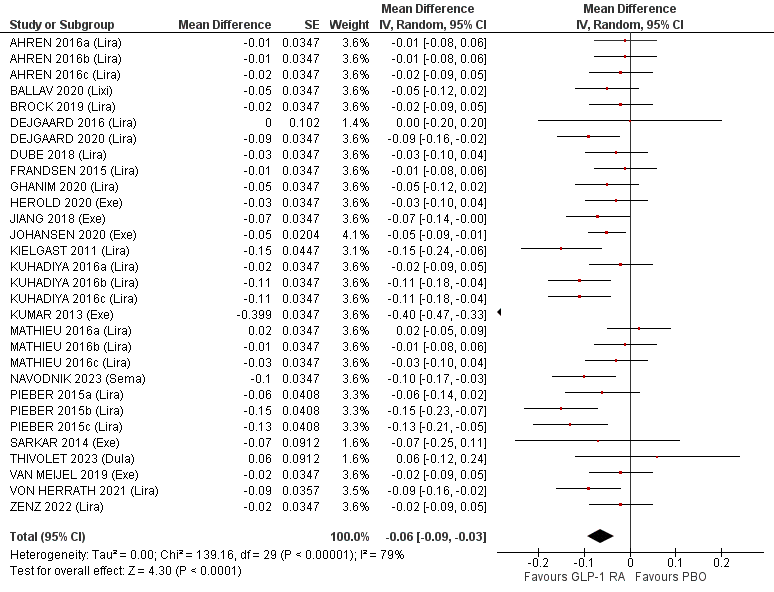 Mean Difference Mean Difference
Study or Subgroup Mean Difference SE Weight IV, Random, 95% CI IV, Random, 95% CI
AHREN 2016a (Lira) -0.01 0.0347 3.6% -0.01 [-0.08, 0.06]
AHREN 2016b (Lira) -0.01 0.0347 3.6% -0.01 [-0.08, 0.06]
AHREN 2016c (Lira) -0.02 0.0347 3.6% -0.02 [-0.09, 0.05]
BALLAV 2020 (Lixi) -0.05 0.0347 3.6% -0.05 [-0.12, 0.02]
BROCK 2019 (Lira) -0.02 0.0347 3.6% -0.02 [-0.09, 0.05]
DEJGAARD 2016 (Lira) 0 0.102 1.4% 0.00 [-0.20, 0.20]
DEJGAARD 2020 (Lira) -0.09 0.0347 3.6% -0.09 [-0.16, -0.02]
DUBE 2018 (Lira) -0.03 0.0347 3.6% -0.03 [-0.10, 0.04]
FRANDSEN 2015 (Lira) -0.01 0.0347 3.6% -0.01 [-0.08, 0.06]
GHANIM 2020 (Lira) -0.05 0.0347 3.6% -0.05 [-0.12, 0.02]
HEROLD 2020 (Exe) -0.03 0.0347 3.6% -0.03 [-0.10, 0.04]
JIANG 2018 (Exe) -0.07 0.0347 3.6% -0.07 [-0.14, -0.00]
JOHANSEN 2020 (Exe) -0.05 0.0204 4.1% -0.05 [-0.09, -0.01]
KIELGAST 2011 (Lira) -0.15 0.0447 3.1% -0.15 [-0.24, -0.06]
KUHADIYA 2016a (Lira) -0.02 0.0347 3.6% -0.02 [-0.09, 0.05]
KUHADIYA 2016b (Lira) -0.11 0.0347 3.6% -0.11 [-0.18, -0.04]
KUHADIYA 2016c (Lira) -0.11 0.0347 3.6% -0.11 [-0.18, -0.04]
KUMAR 2013 (Exe) -0.399 0.0347 3.6% -0.40 [-0.47, -0.33]
MATHIEU 2016a (Lira) 0.02 0.0347 3.6% 0.02 [-0.05, 0.09]
MATHIEU 2016b (Lira) -0.01 0.0347 3.6% -0.01 [-0.08, 0.06]
MATHIEU 2016c (Lira) -0.03 0.0347 3.6% -0.03 [-0.10, 0.04]
NAVODNIK 2023 (Sema) -0.1 0.0347 3.6% -0.10 [-0.17, -0.03]
PIEBER 2015a (Lira) -0.06 0.0408 3.3% -0.06 [-0.14, 0.02]
PIEBER 2015b (Lira) -0.15 0.0408 3.3% -0.15 [-0.23, -0.07]
PIEBER 2015c (Lira) -0.13 0.0408 3.3% -0.13 [-0.21, -0.05]
SARKAR 2014 (Exe) -0.07 0.0912 1.6% -0.07 [-0.25, 0.11]
THIVOLET 2023 (Dula) 0.06 0.0912 1.6% 0.06 [-0.12, 0.24]
VAN MEIJEL 2019 (Exe) -0.02 0.0347 3.6% -0.02 [-0.09, 0.05]
VON HERRATH 2021 (Lira) -0.09 0.0357 3.5% -0.09 [-0.16, -0.02]
ZENZ 2022 (Lira) -0.02 0.0347 3.6% -0.02 [-0.09, 0.05]
Total (95% CI) 100.0% -0.06 [-0.09, -0.03]
Heterogeneity: Tau² = 0.00; Chi² = 139.16, df = 29 (P < 0.00001); I² = 79%
Test for overall effect: Z = 4.30 (P < 0.0001)
-0.2 -0.1 0 0.1 0.2
Favours GLP-1 RA Favours PBO